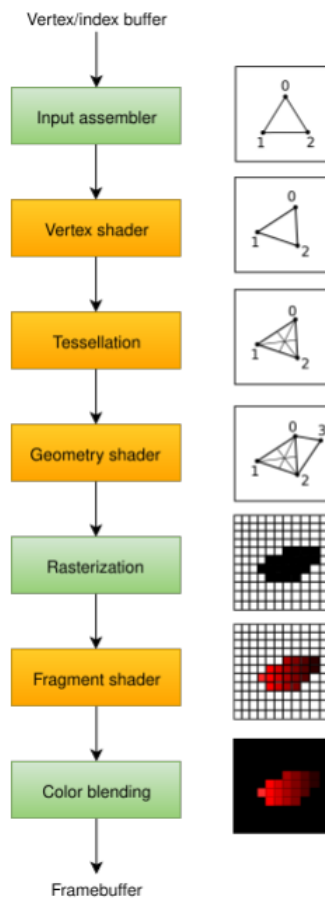 Vertex/index buffer
Input assembler
0
1 2
Vertex shader
0
1
2
Tessellation
0
1
2
Geometry shader
0 3
1
2
Rasterization
Fragment shader
Color blending
Framebuffer